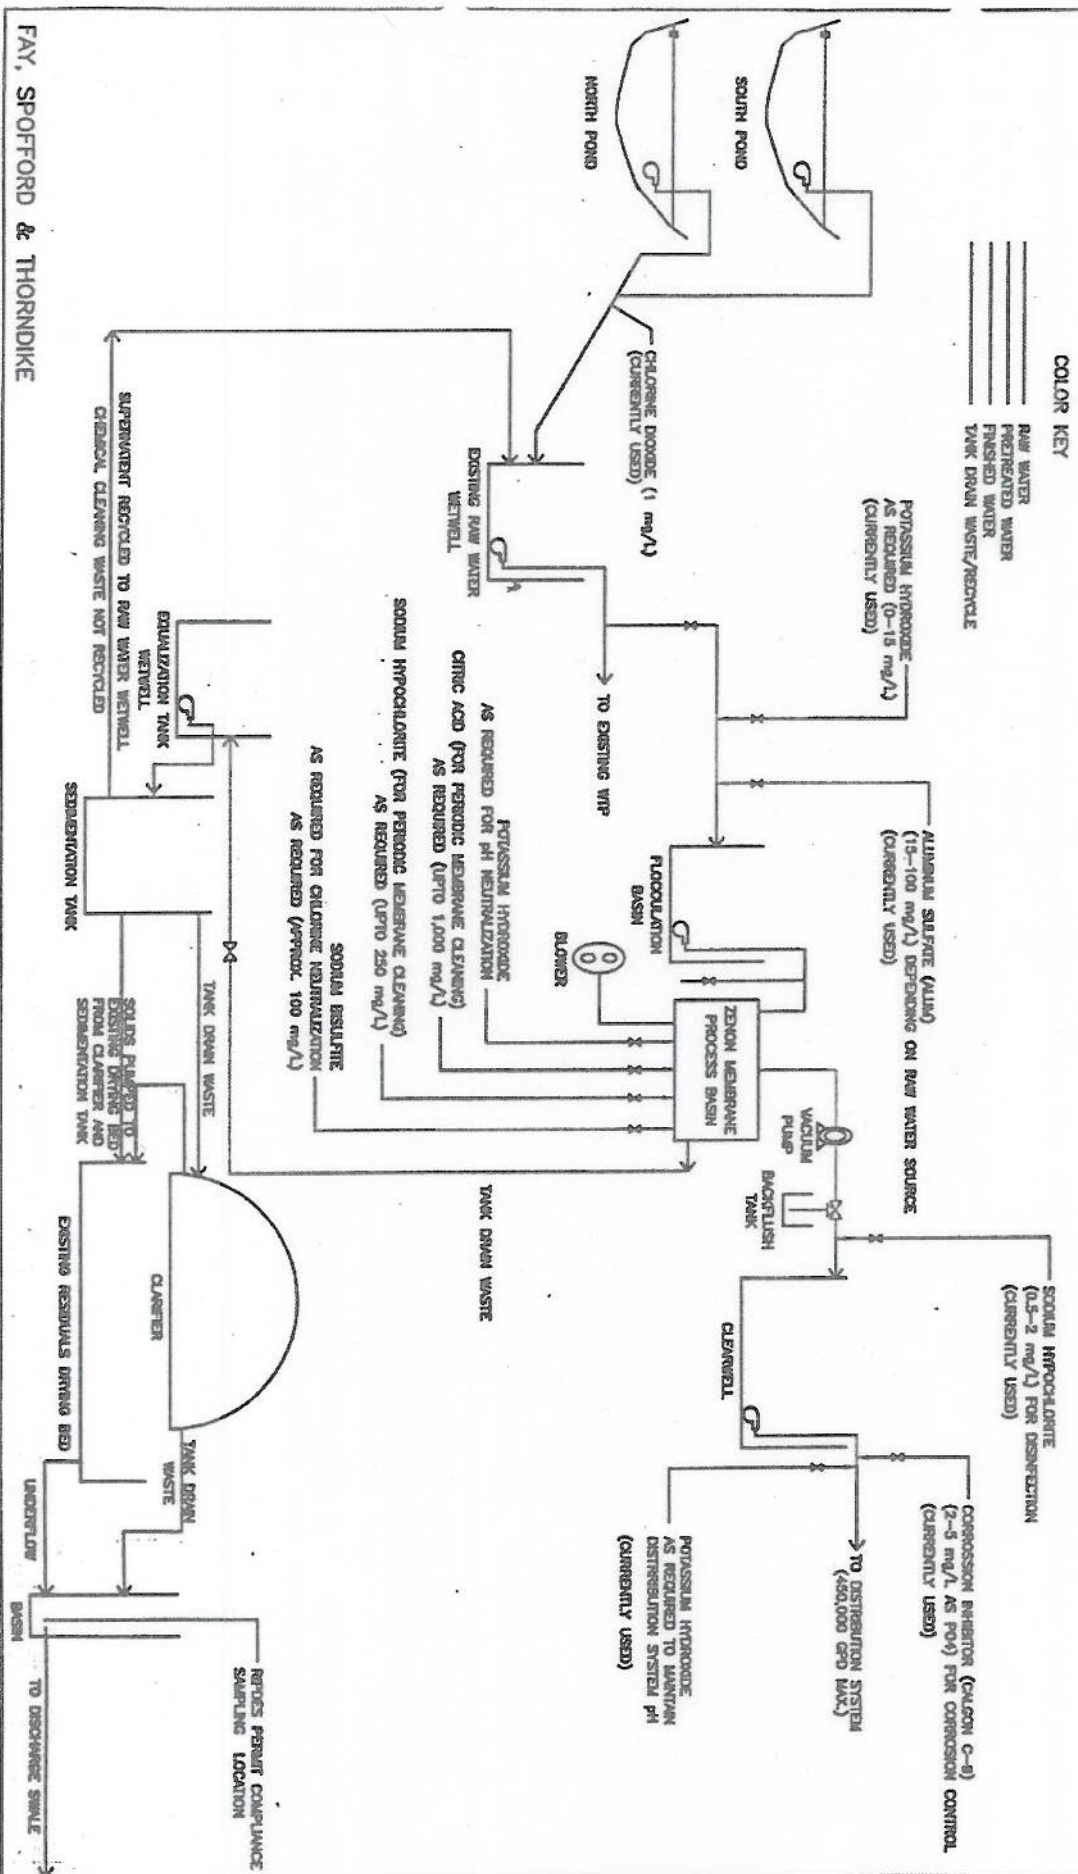 COLOR KEY
RAW WATER
PRETREATED WATER
FINISHED WATER
TANK DRAIN WASTE/RECYCLE
SOUTH POND
NORTH POND
CHLORINE DIOXIDE (1 mg/L)
(CURRENTLY USED)
POTASSIUM HYDROXIDE
AS REQUIRED (0-15 mg/L)
(CURRENTLY USED)
ALUMINUM SULFATE (ALUM)
(15-100 mg/L) DEPENDING ON RAW WATER SOURCE
(CURRENTLY USED)
SODIUM HYPOCHLORITE
(0.5-2 mg/L) FOR DISINFECTION
(CURRENTLY USED)
CORROSSION INHIBITOR (CALGON C-9)
(2-5 mg/L AS PO4) FOR CORROSION CONTROL
(CURRENTLY USED)
TO DISTRIBUTION SYSTEM
(450,000 GPD MAX.)
EXISTING RAW WATER
WETWELL
TO EXISTING WTP
FLOCCULATION
BASIN
BLOWER
ZENON MEMBRANE
PROCESS BASIN
VACUUM
PUMP
BACKFLUSH
TANK
CLEARWELL
POTASSIUM HYDROXIDE
AS REQUIRED TO MAINTAIN
DISTRIBUTION SYSTEM pH
(CURRENTLY USED)
POTASSIUM HYDROXIDE
AS REQUIRED FOR pH NEUTRALIZATION
CITRIC ACID (FOR PERIODIC MEMBRANE CLEANING)
AS REQUIRED (UPTO 1,000 mg/L)
SODIUM HYPOCHLORITE (FOR PERIODIC MEMBRANE CLEANING)
AS REQUIRED (UPTO 250 mg/L)
SODIUM BISULFITE
AS REQUIRED FOR CHLORINE NEUTRALIZATION
AS REQUIRED (APPROX. 100 mg/L)
TANK DRAIN WASTE
EQUALIZATION TANK
WETWELL
SUPERNATENT RECYCLED TO RAW WATER WETWELL
CHEMICAL CLEANING WASTE NOT RECYCLED
SEDIMENTATION TANK
TANK DRAIN WASTE
SOLIDS PUMPED TO
EXISTING DRYING BED
FROM CLARIFIER AND
SEDIMENTATION TANK
CLARIFIER
EXISTING RESIDUALS DRYING BED
TANK DRAIN
WASTE
UNDERFLOW
BASIN
RIPDES PERMIT COMPLIANCE
SAMPLING LOCATION
TO DISCHARGE SWALE
FAY, SPOFFORD & THORNDIKE